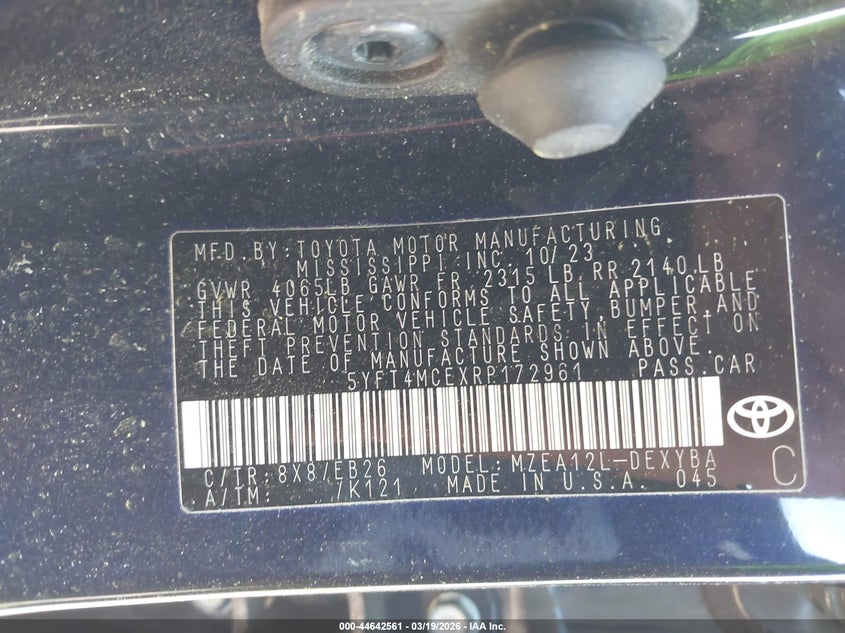 MFD. BY: TOYOTA MOTOR MANUFACTURING
MISSISSIPPI, INC. 10/23
GVWR 4065LB GAWR FR 2315 LB RR 2140 LB
THIS VEHICLE CONFORMS TO ALL APPLICABLE
FEDERAL MOTOR VEHICLE SAFETY, BUMPER, AND
THEFT PREVENTION STANDARDS IN EFFECT ON
THE DATE OF MANUFACTURE SHOWN ABOVE.
5YFT4MCEXRP172961 PASS. CAR
C/TR: 8X8/EB26 MODEL: MZEA12L-DEXYBA
A/TM: /K121 MADE IN U.S.A. 045 C
000-44642561 — 03/19/2026 — IAA Inc.